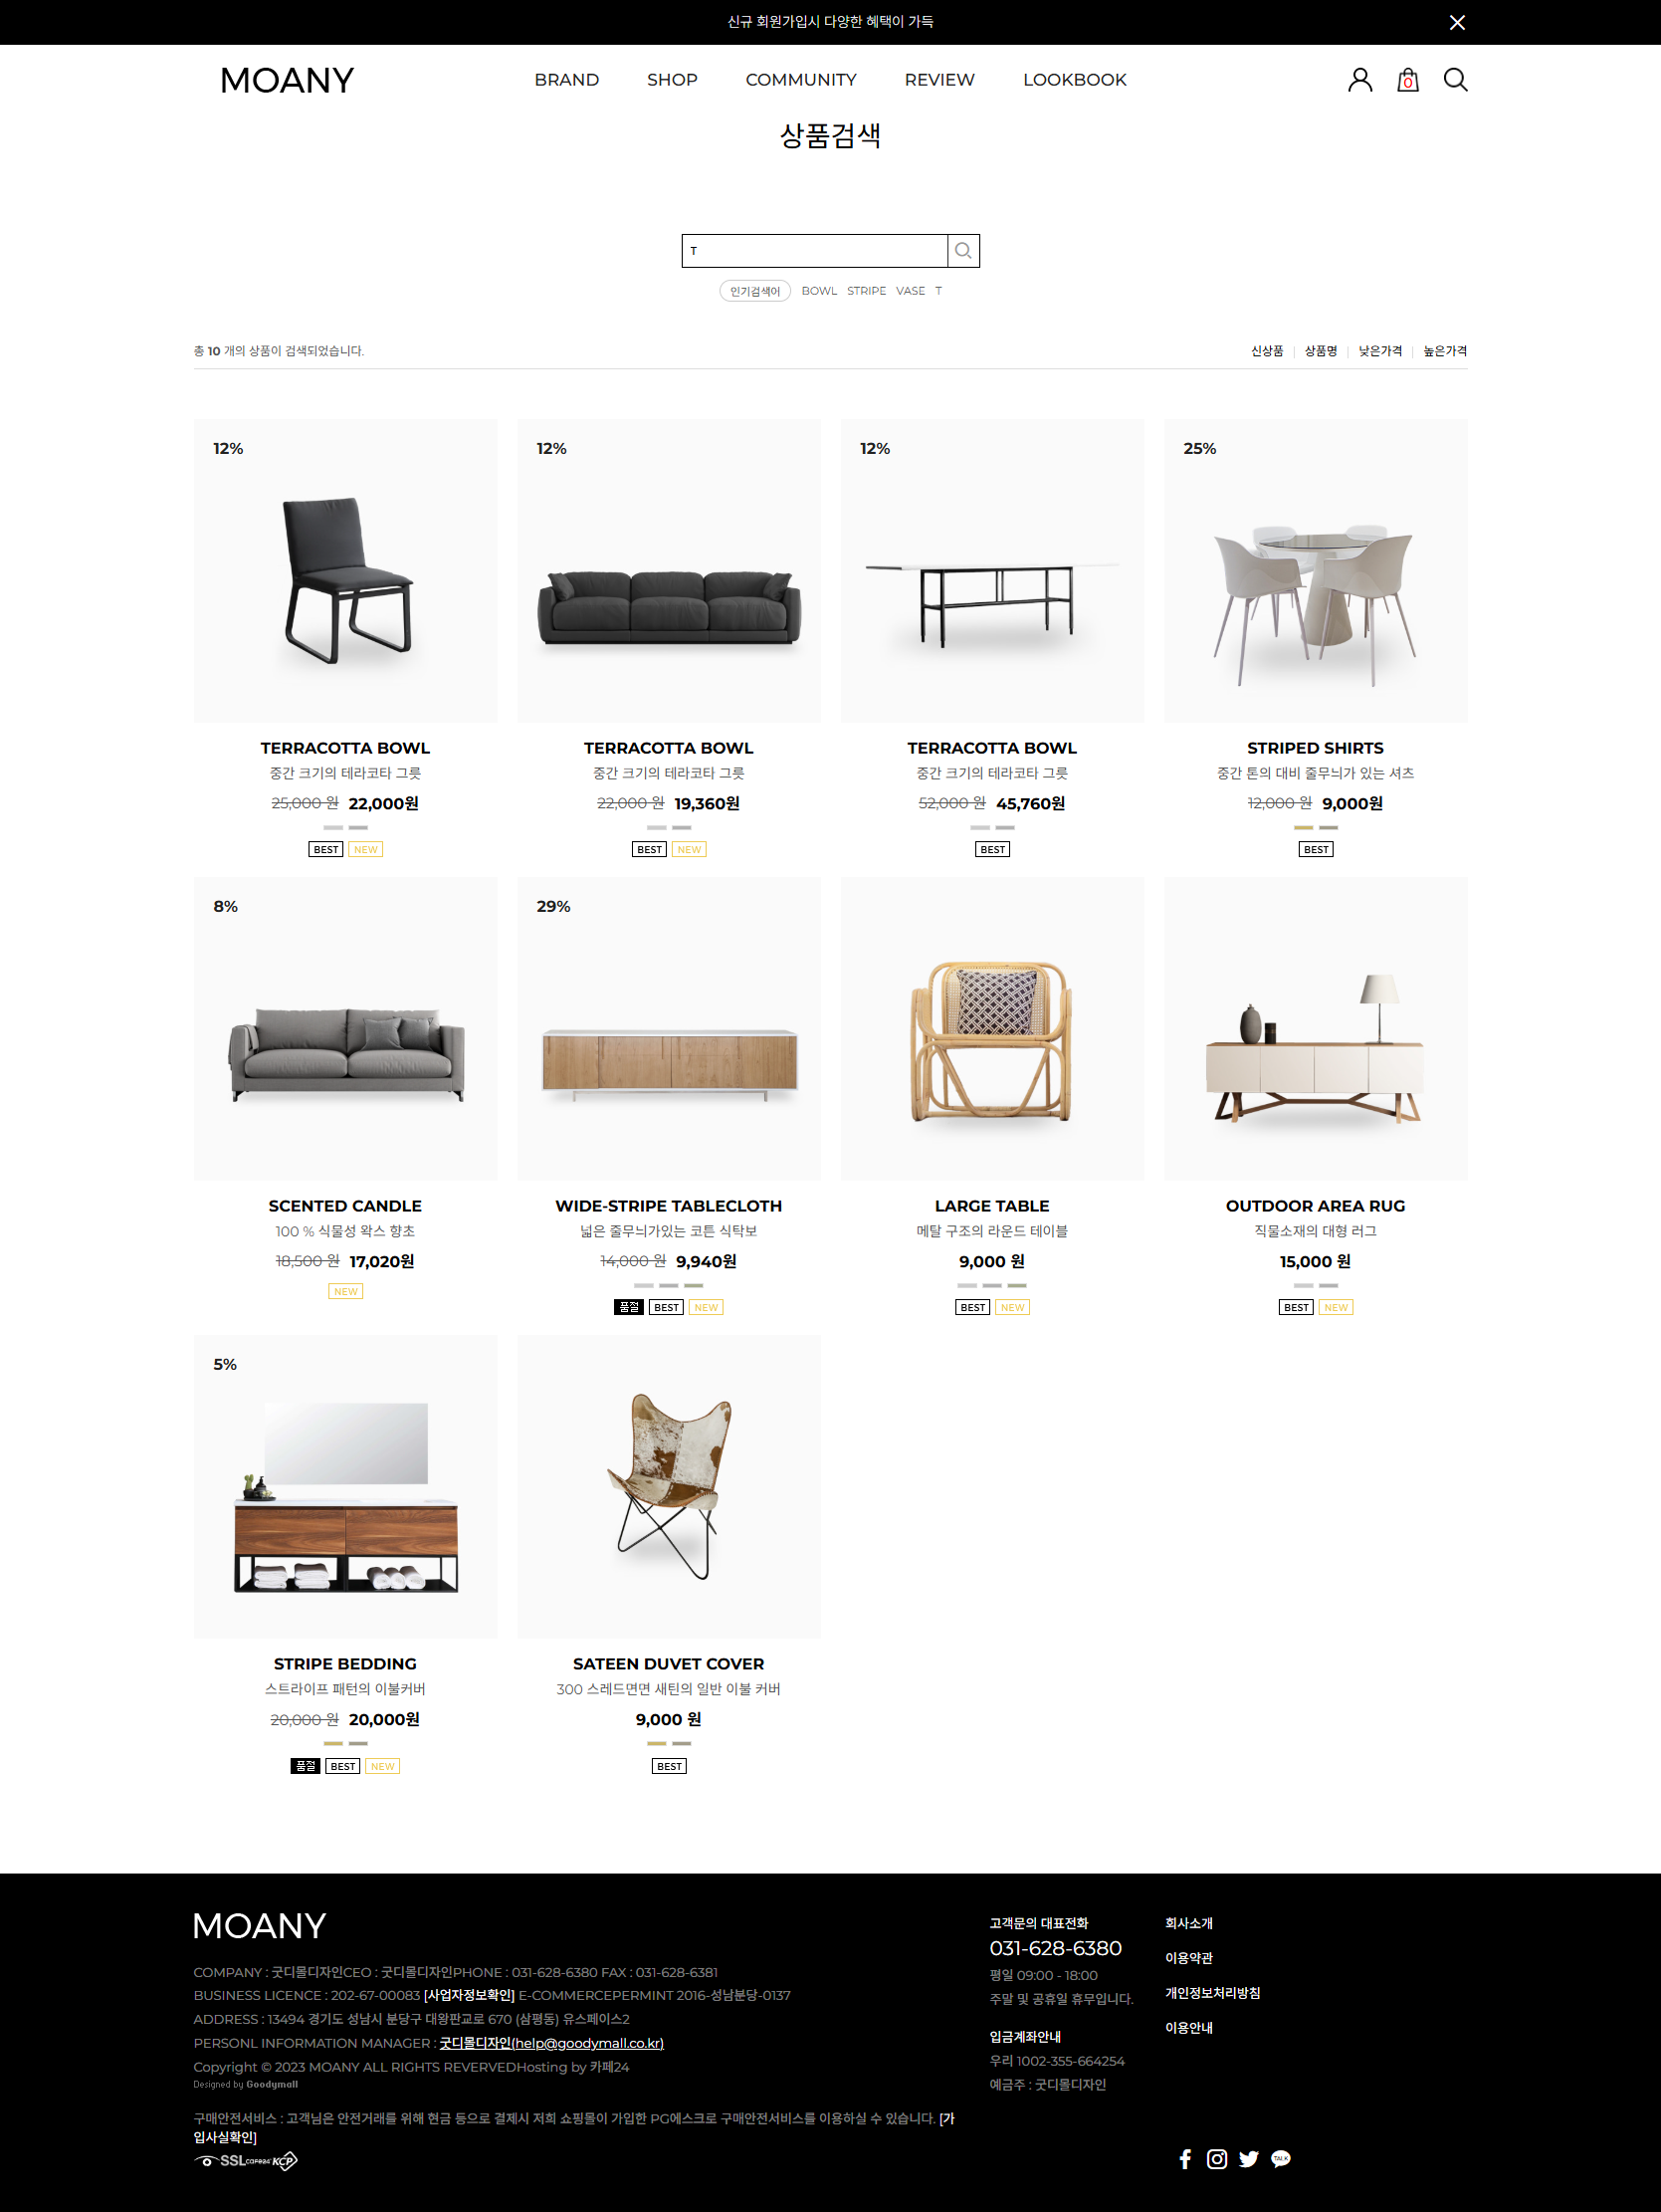 신규 회원가입시 다양한 혜택이 가득
MOANY
BRAND SHOP COMMUNITY REVIEW LOOKBOOK
0
상품검색
T
인기검색어 BOWL STRIPE VASE T
총 10 개의 상품이 검색되었습니다.
신상품 상품명 낮은가격 높은가격
12% 12% 12% 25%
TERRACOTTA BOWL TERRACOTTA BOWL TERRACOTTA BOWL STRIPED SHIRTS
중간 크기의 테라코타 그릇 중간 크기의 테라코타 그릇 중간 크기의 테라코타 그릇 중간 톤의 대비 줄무늬가 있는 셔츠
25,000 원 22,000원 22,000 원 19,360원 52,000 원 45,760원 12,000 원 9,000원
BEST NEW BEST NEW BEST BEST
8% 29%
SCENTED CANDLE WIDE-STRIPE TABLECLOTH LARGE TABLE OUTDOOR AREA RUG
100 % 식물성 왁스 향초 넓은 줄무늬가있는 코튼 식탁보 메탈 구조의 라운드 테이블 직물소재의 대형 러그
18,500 원 17,020원 14,000 원 9,940원 9,000 원 15,000 원
NEW 품절 BEST NEW BEST NEW BEST NEW
5%
STRIPE BEDDING SATEEN DUVET COVER
스트라이프 패턴의 이불커버 300 스레드면면 새틴의 일반 이불 커버
20,000 원 20,000원 9,000 원
품절 BEST NEW BEST
MOANY
COMPANY : 굿디몰디자인CEO : 굿디몰디자인PHONE : 031-628-6380 FAX : 031-628-6381
BUSINESS LICENCE : 202-67-00083 [사업자정보확인] E-COMMERCEPERMINT 2016-성남분당-0137
ADDRESS : 13494 경기도 성남시 분당구 대왕판교로 670 (삼평동) 유스페이스2
PERSONL INFORMATION MANAGER : 굿디몰디자인(help@goodymall.co.kr)
Copyright © 2023 MOANY ALL RIGHTS REVERVEDHosting by 카페24
Designed by Goodymall
구매안전서비스 : 고객님은 안전거래를 위해 현금 등으로 결제시 저희 쇼핑몰이 가입한 PG에스크로 구매안전서비스를 이용하실 수 있습니다. [가
입사실확인]
SSL cafe24 KCP
고객문의 대표전화
031-628-6380
평일 09:00 - 18:00
주말 및 공휴일 휴무입니다.
입금계좌안내
우리 1002-355-664254
예금주 : 굿디몰디자인
회사소개
이용약관
개인정보처리방침
이용안내
TALK